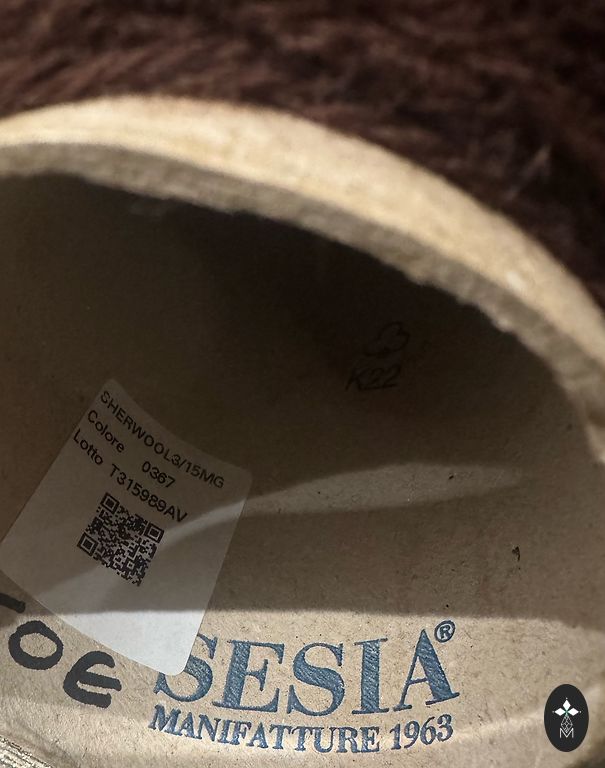 K22
SHERWOOL3/15MG
Colore 0367
Lotto T315989AV
SESIA®
MANIFATTURE 1963
M